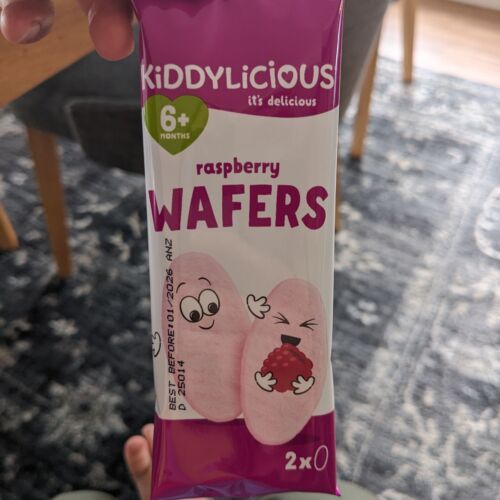 KiDDYLiCiOUS
it's delicious
6+
MONTHS
raspberry
WAFERS
BEST BEFORE:01/2026 ANZ
D 25014
2x